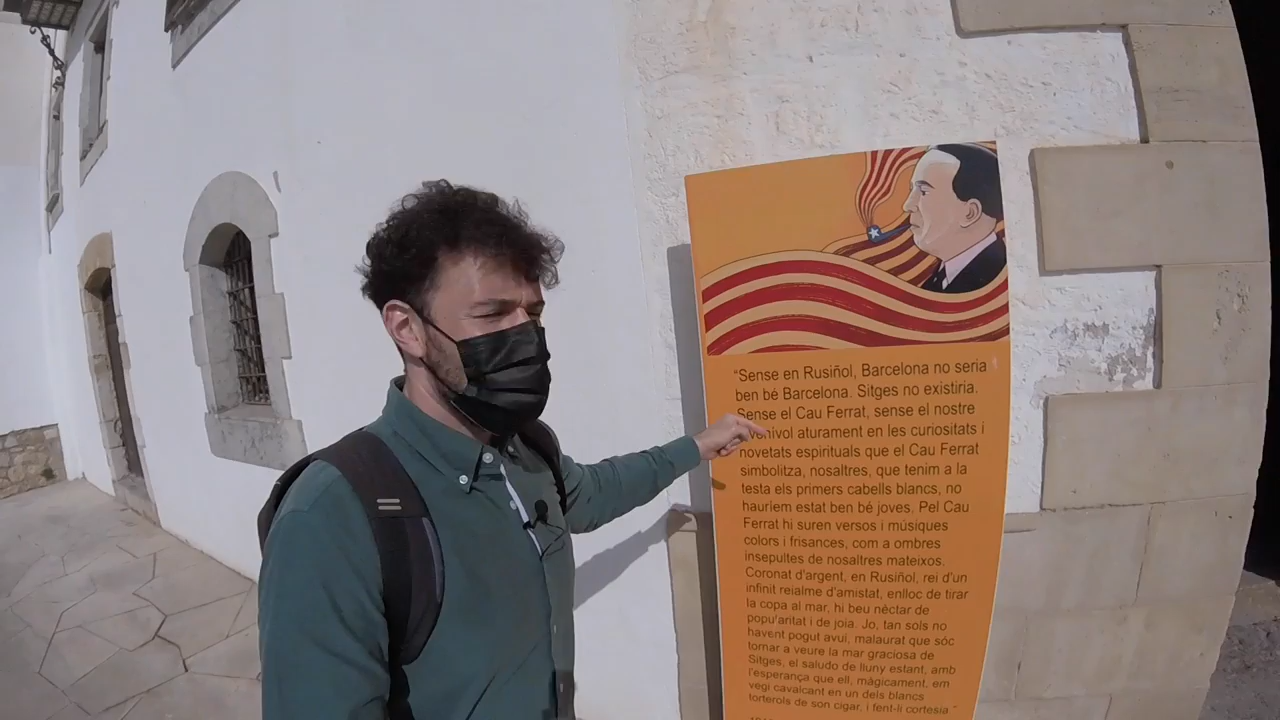 “Sense en Rusiñol, Barcelona no seria
ben bé Barcelona. Sitges no existiria.
Sense el Cau Ferrat, sense el nostre
jovenívol aturament en les curiositats i
novetats espirituals que el Cau Ferrat
simbolitza, nosaltres, que tenim a la
testa els primers cabells blancs, no
hauríem estat ben bé joves. Pel Cau
Ferrat hi suren versos i músiques
colors i frisances, com a ombres
insepultes de nosaltres mateixos.
Coronat d'argent, en Rusiñol, rei d'un
infinit reialme d'amistat, enlloc de tirar
la copa al mar, hi beu nèctar de
popularitat i de joia. Jo, tan sols no
havent pogut avui, malaurat que sóc
tornar a veure la mar graciosa de
Sitges, el saludo de lluny estant, amb
l'esperança que ell, màgicament, em
vegi cavalcant en un dels blancs
torterols de son cigar, i fent-li cortesia.”